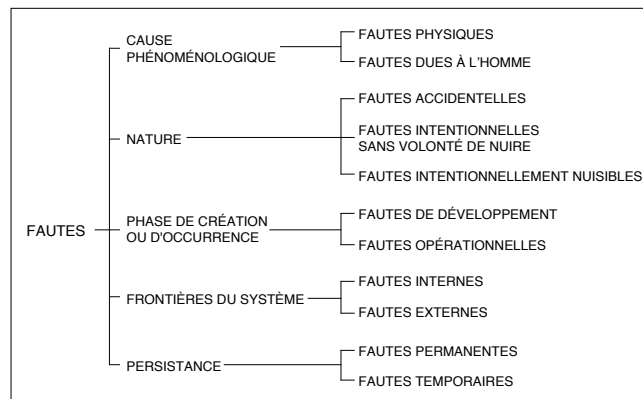 CAUSE
PHÉNOMÉNOLOGIQUE
FAUTES PHYSIQUES
FAUTES DUES À L'HOMME
NATURE
FAUTES ACCIDENTELLES
FAUTES INTENTIONNELLES
SANS VOLONTÉ DE NUIRE
FAUTES INTENTIONNELLEMENT NUISIBLES
FAUTES
PHASE DE CRÉATION
OU D'OCCURRENCE
FAUTES DE DÉVELOPPEMENT
FAUTES OPÉRATIONNELLES
FRONTIÈRES DU SYSTÈME
FAUTES INTERNES
FAUTES EXTERNES
PERSISTANCE
FAUTES PERMANENTES
FAUTES TEMPORAIRES